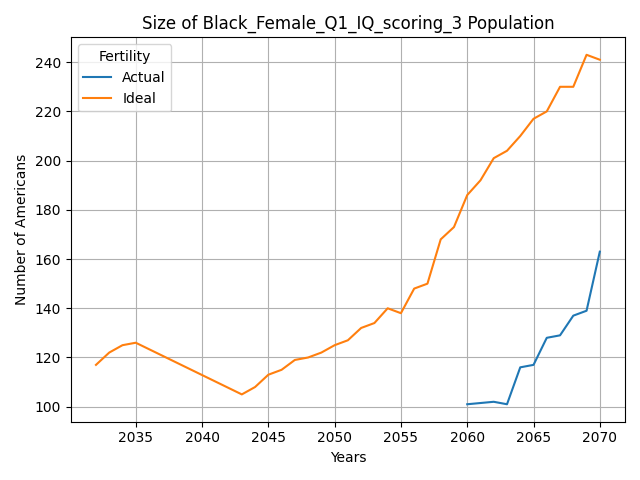 Size of Black_Female_Q1_IQ_scoring_3 Population
Fertility
Actual
Ideal
Number of Americans
240
220
200
180
160
140
120
100
2035 2040 2045 2050 2055 2060 2065 2070
Years